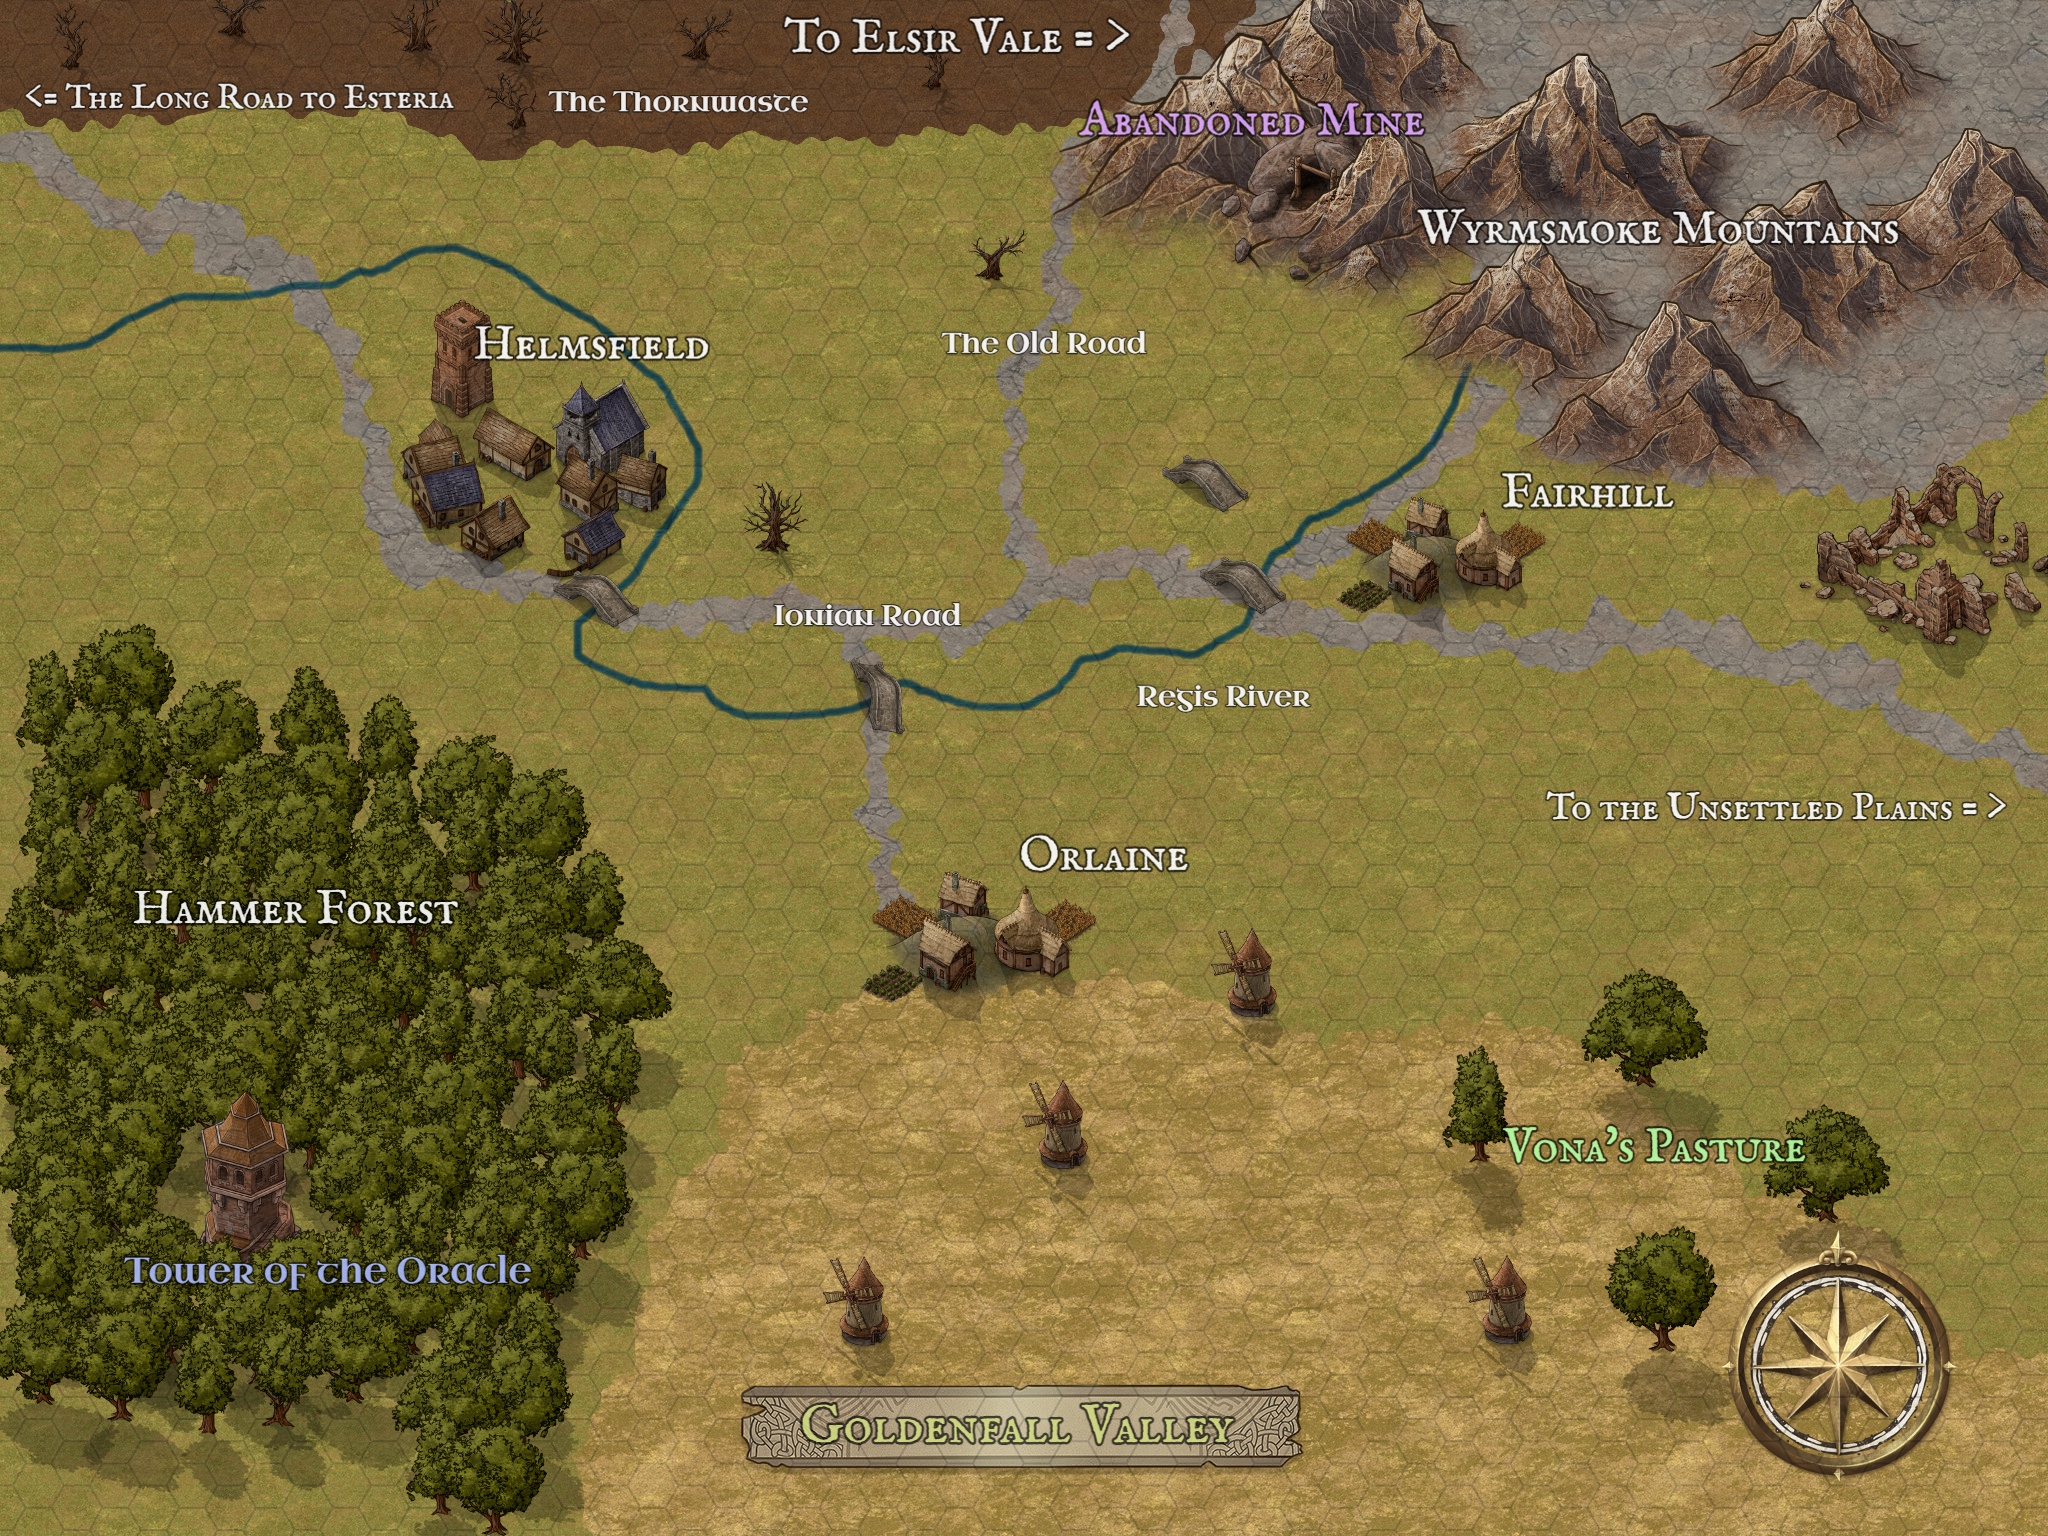 To Elsir Vale = >
<= The Long Road to Esteria
The Thornwaste
Abandoned Mine
Wyrmsmoke Mountains
Helmsfield
The Old Road
Fairhill
Ionian Road
Regis River
To the Unsettled Plains = >
Orlaine
Hammer Forest
Vona's Pasture
Tower of the Oracle
Goldenfall Valley